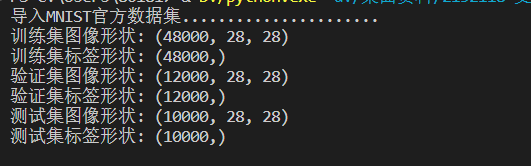 导入MNIST官方数据集......................
训练集图像形状: (48000, 28, 28)
训练集标签形状: (48000,)
验证集图像形状: (12000, 28, 28)
验证集标签形状: (12000,)
测试集图像形状: (10000, 28, 28)
测试集标签形状: (10000,)